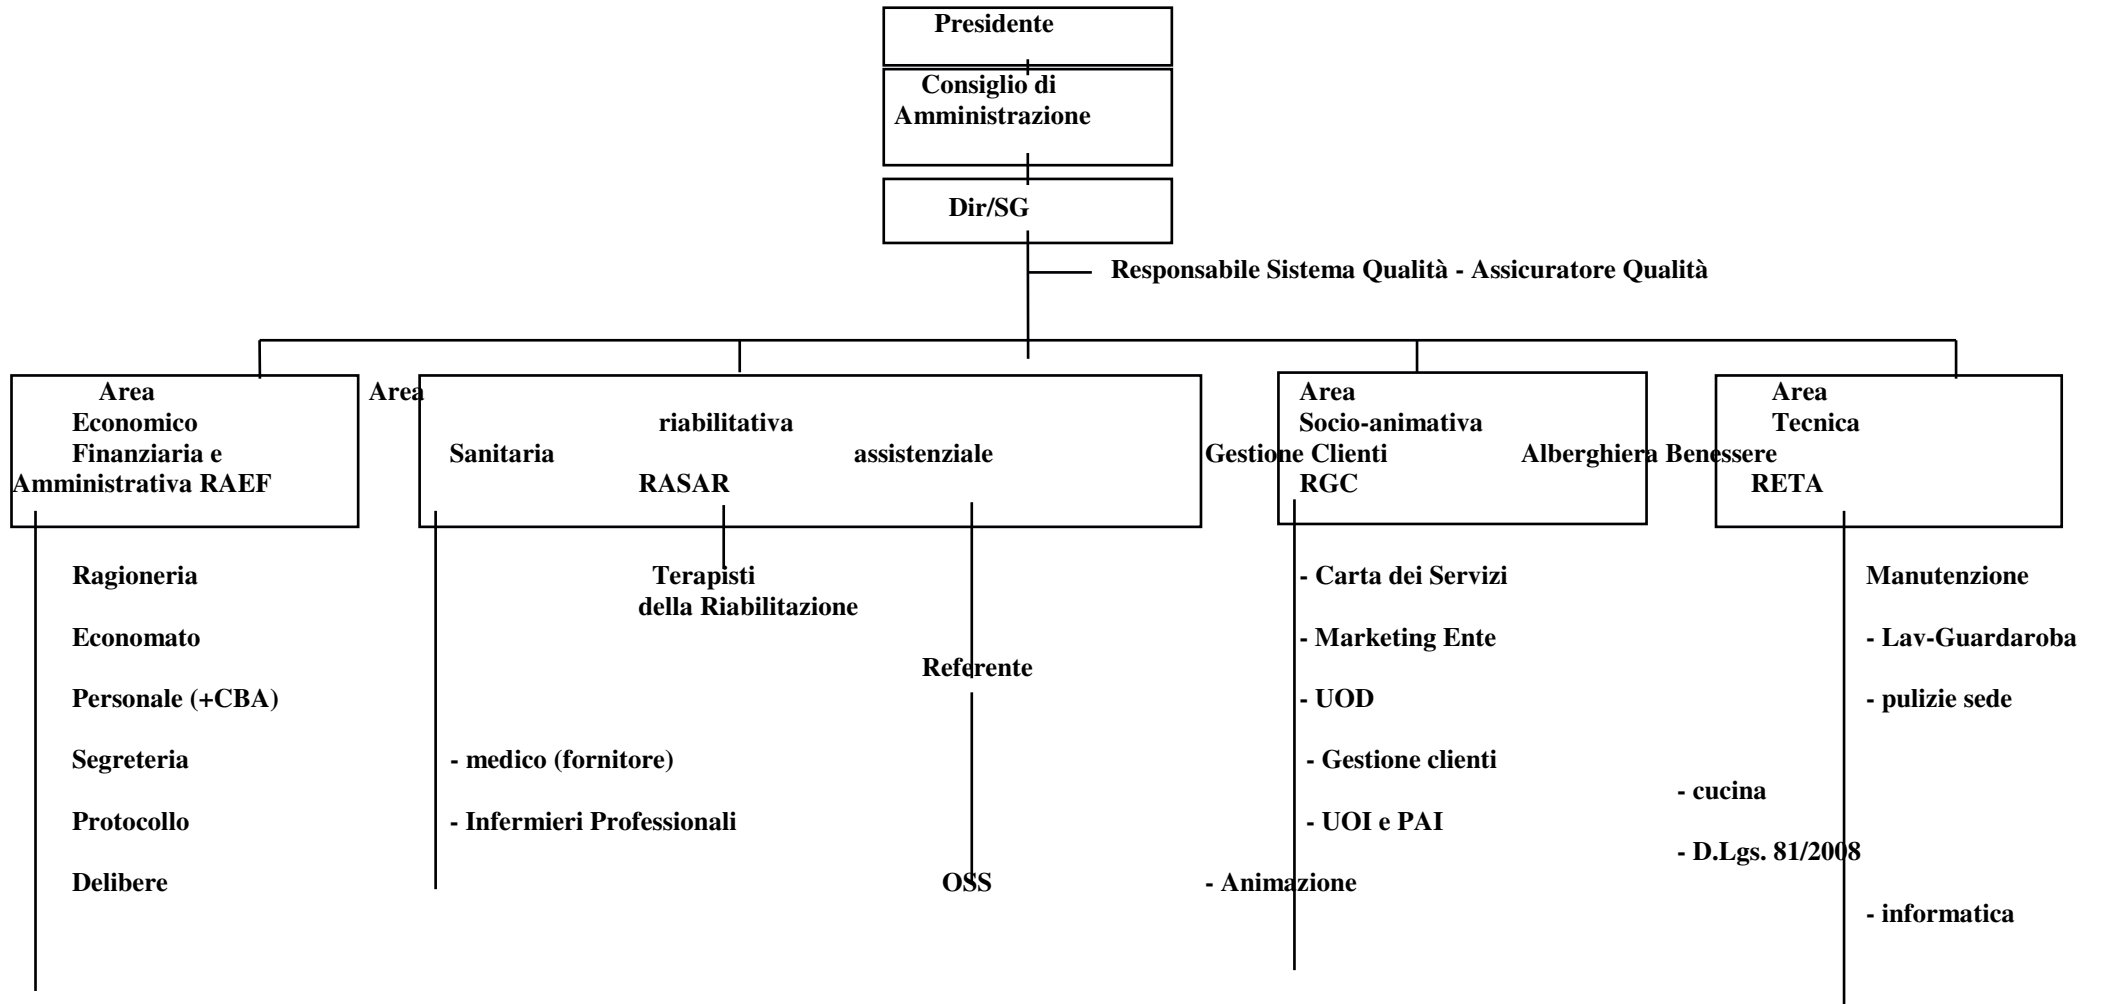 Presidente
Consiglio di
Amministrazione
Dir/SG
Responsabile Sistema Qualità - Assicuratore Qualità
Area Area Area Area
Economico riabilitativa Socio-animativa Tecnica
Finanziaria e Sanitaria assistenziale Gestione Clienti Alberghiera Benessere
Amministrativa RAEF RASAR RGC RETA
Ragioneria Terapisti - Carta dei Servizi Manutenzione
della Riabilitazione
Economato - Marketing Ente - Lav-Guardaroba
Referente
Personale (+CBA) - UOD - pulizie sede
Segreteria - medico (fornitore) - Gestione clienti
- cucina
Protocollo - Infermieri Professionali - UOI e PAI
- D.Lgs. 81/2008
Delibere OSS - Animazione
- informatica